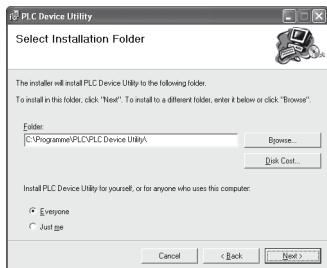 PLC Device Utility
Select Installation Folder
The installer will install PLC Device Utility to the following folder.
To install in this folder, click "Next". To install to a different folder, enter it below or click "Browse".
Folder:
C:\Programme\PLC\PLC Device Utility\
Browse...
Disk Cost...
Install PLC Device Utility for yourself, or for anyone who uses this computer:
Everyone
Just me
Cancel
< Back
Next >